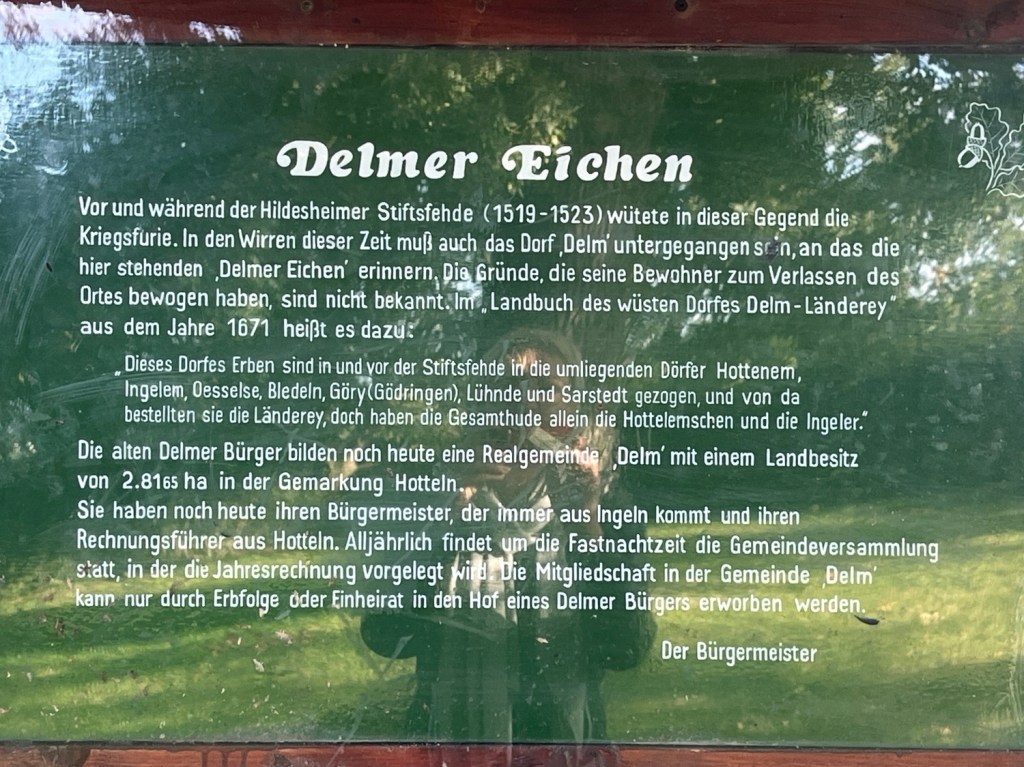 Delmer Eichen
Vor und während der Hildesheimer Stiftsfehde (1519-1523) wütete in dieser Gegend die
Kriegsfurie. In den Wirren dieser Zeit muß auch das Dorf ‚Delm‘ untergegangen sein, an das die
hier stehenden ‚Delmer Eichen‘ erinnern. Die Gründe, die seine Bewohner zum Verlassen des
Ortes bewogen haben, sind nicht bekannt. Im „Landbuch des wüsten Dorfes Delm-Länderey“
aus dem Jahre 1671 heißt es dazu:
„Dieses Dorfes Erben sind in und vor der Stiftsfehde in die umliegenden Dörfer Hottenem,
Ingelem, Oesselse, Bledeln, Göry (Gödringen), Lühnde und Sarstedt gezogen, und von da
bestellten sie die Länderey, doch haben die Gesamthude allein die Hottelemschen und die Ingeler.“
Die alten Delmer Bürger bilden noch heute eine Realgemeinde ‚Delm‘ mit einem Landbesitz
von 2.8165 ha in der Gemarkung Hotteln.
Sie haben noch heute ihren Bürgermeister, der immer aus Ingeln kommt und ihren
Rechnungsführer aus Hotteln. Alljährlich findet um die Fastnachtzeit die Gemeindeversammlung
statt, in der die Jahresrechnung vorgelegt wird. Die Mitgliedschaft in der Gemeinde ‚Delm‘
kann nur durch Erbfolge oder Einheirat in den Hof eines Delmer Bürgers erworben werden.
Der Bürgermeister